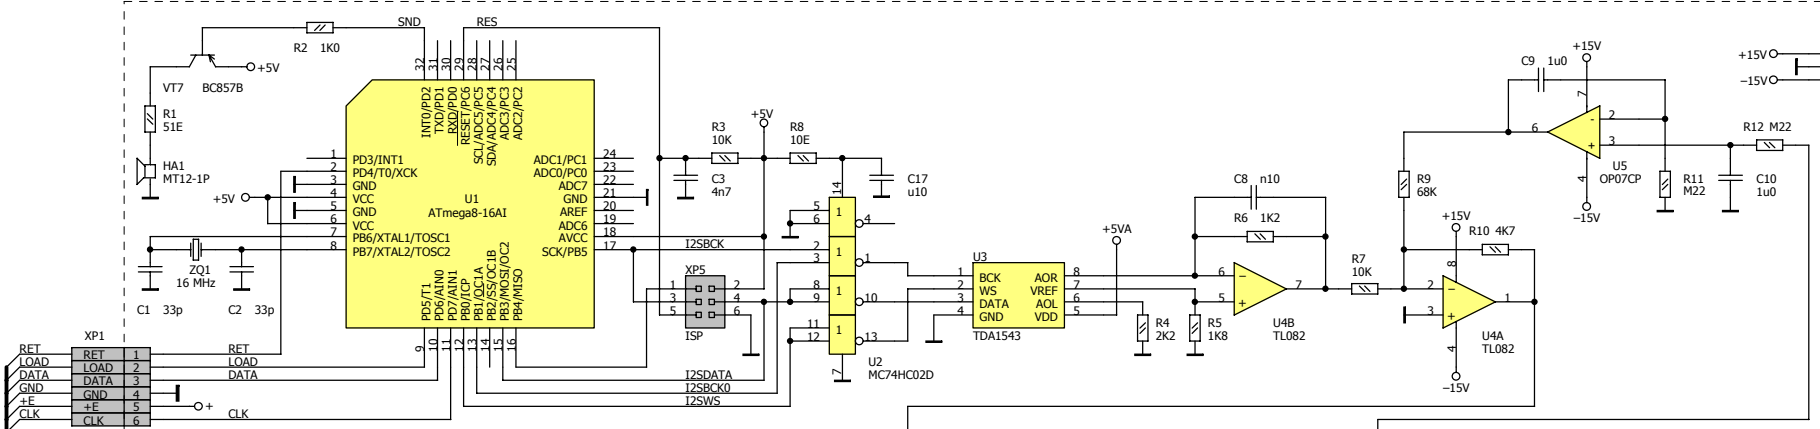 SND
RES
R2 1K0
VT7 BC857B
+5V
R1
51E
HA1
MT12-1P
32
31
30
29
28
27
26
25
INT0/PD2
TXD/PD1
RXD/PD0
RESET/PC6
SCL/ADC5/PC5
SDA/ADC4/PC4
ADC3/PC3
ADC2/PC2
1 PD3/INT1
2 PD4/T0/XCK
3 GND
4 VCC
5 GND
6 VCC
7 PB6/XTAL1/TOSC1
8 PB7/XTAL2/TOSC2
+5V
U1
ATmega8-16AI
ADC1/PC1 24
ADC0/PC0 23
ADC7 22
GND 21
AREF 20
ADC6 19
AVCC 18
SCK/PB5 17
PD5/T1
PD6/AIN0
PD7/AIN1
PB0/ICP
PB1/OC1A
PB2/SS/OC1B
PB3/MOSI/OC2
PB4/MISO
9
10
11
12
13
14
15
16
ZQ1
16 MHz
C1 33p
C2 33p
XP1
RET RET 1 RET
LOAD LOAD 2 LOAD
DATA DATA 3 DATA
GND GND 4
+E +E 5 +
CLK CLK 6 CLK
+5V
R3
10K
R8
10E
C3
4n7
C17
u10
I2SBCK
XP5
1 2
3 4
5 6
ISP
I2SDATA
I2SBCK0
I2SWS
14
5
6
1
4
2
3
1
1
8
9
1
10
11
12
1
13
7
U2
MC74HC02D
U3
1 BCK AOR 8
2 WS VREF 7
3 DATA AOL 6
4 GND VDD 5
TDA1543
+5VA
R4
2K2
R5
1K8
C8 n10
R6 1K2
6
5
7
−
+
U4B
TL082
R7
10K
R9
68K
+15V
R10 4K7
8
2
3
1
4
−
+
U4A
TL082
−15V
C9 1u0
+15V
7
6
2
3
4
-
+
U5
OP07CP
−15V
R11
M22
C10
1u0
R12 M22
+15V
−15V